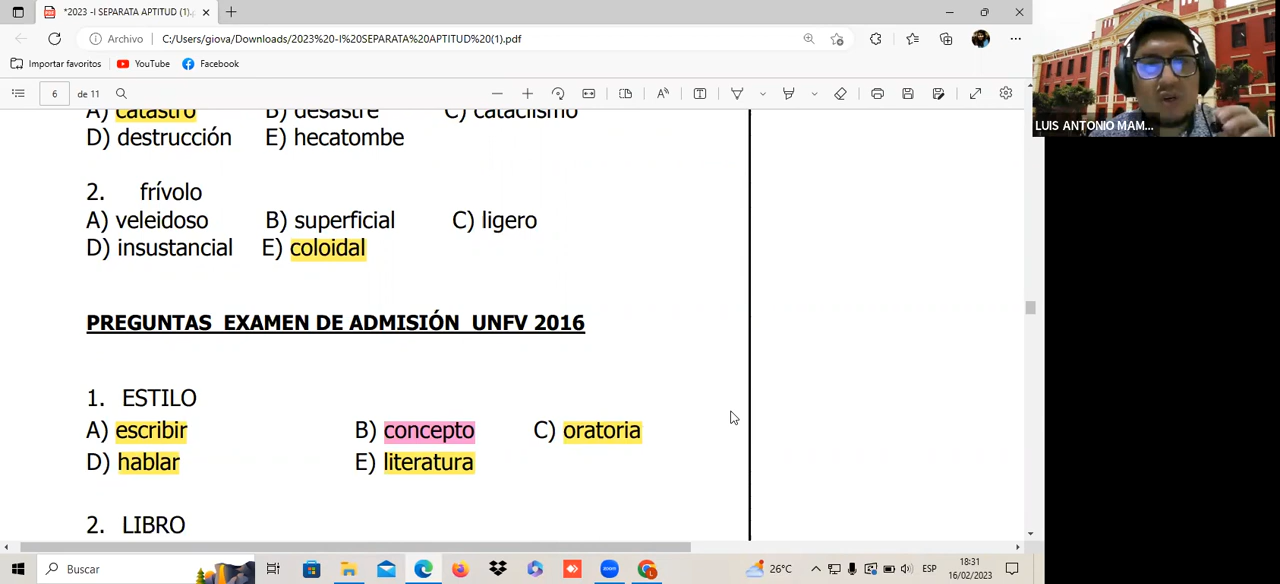 *2023 -I SEPARATA APTITUD (1).p
Archivo C:/Users/giova/Downloads/2023%20-I%20SEPARATA%20APTITUD%20(1).pdf
Importar favoritos YouTube Facebook
6 de 11
A) catastro B) desastre C) cataclismo
D) destrucción E) hecatombe
2. frívolo
A) veleidoso B) superficial C) ligero
D) insustancial E) coloidal
PREGUNTAS EXAMEN DE ADMISIÓN UNFV 2016
1. ESTILO
A) escribir B) concepto C) oratoria
D) hablar E) literatura
2. LIBRO
LUIS ANTONIO MAM...
Buscar
zoom
26°C
ESP
18:31
16/02/2023